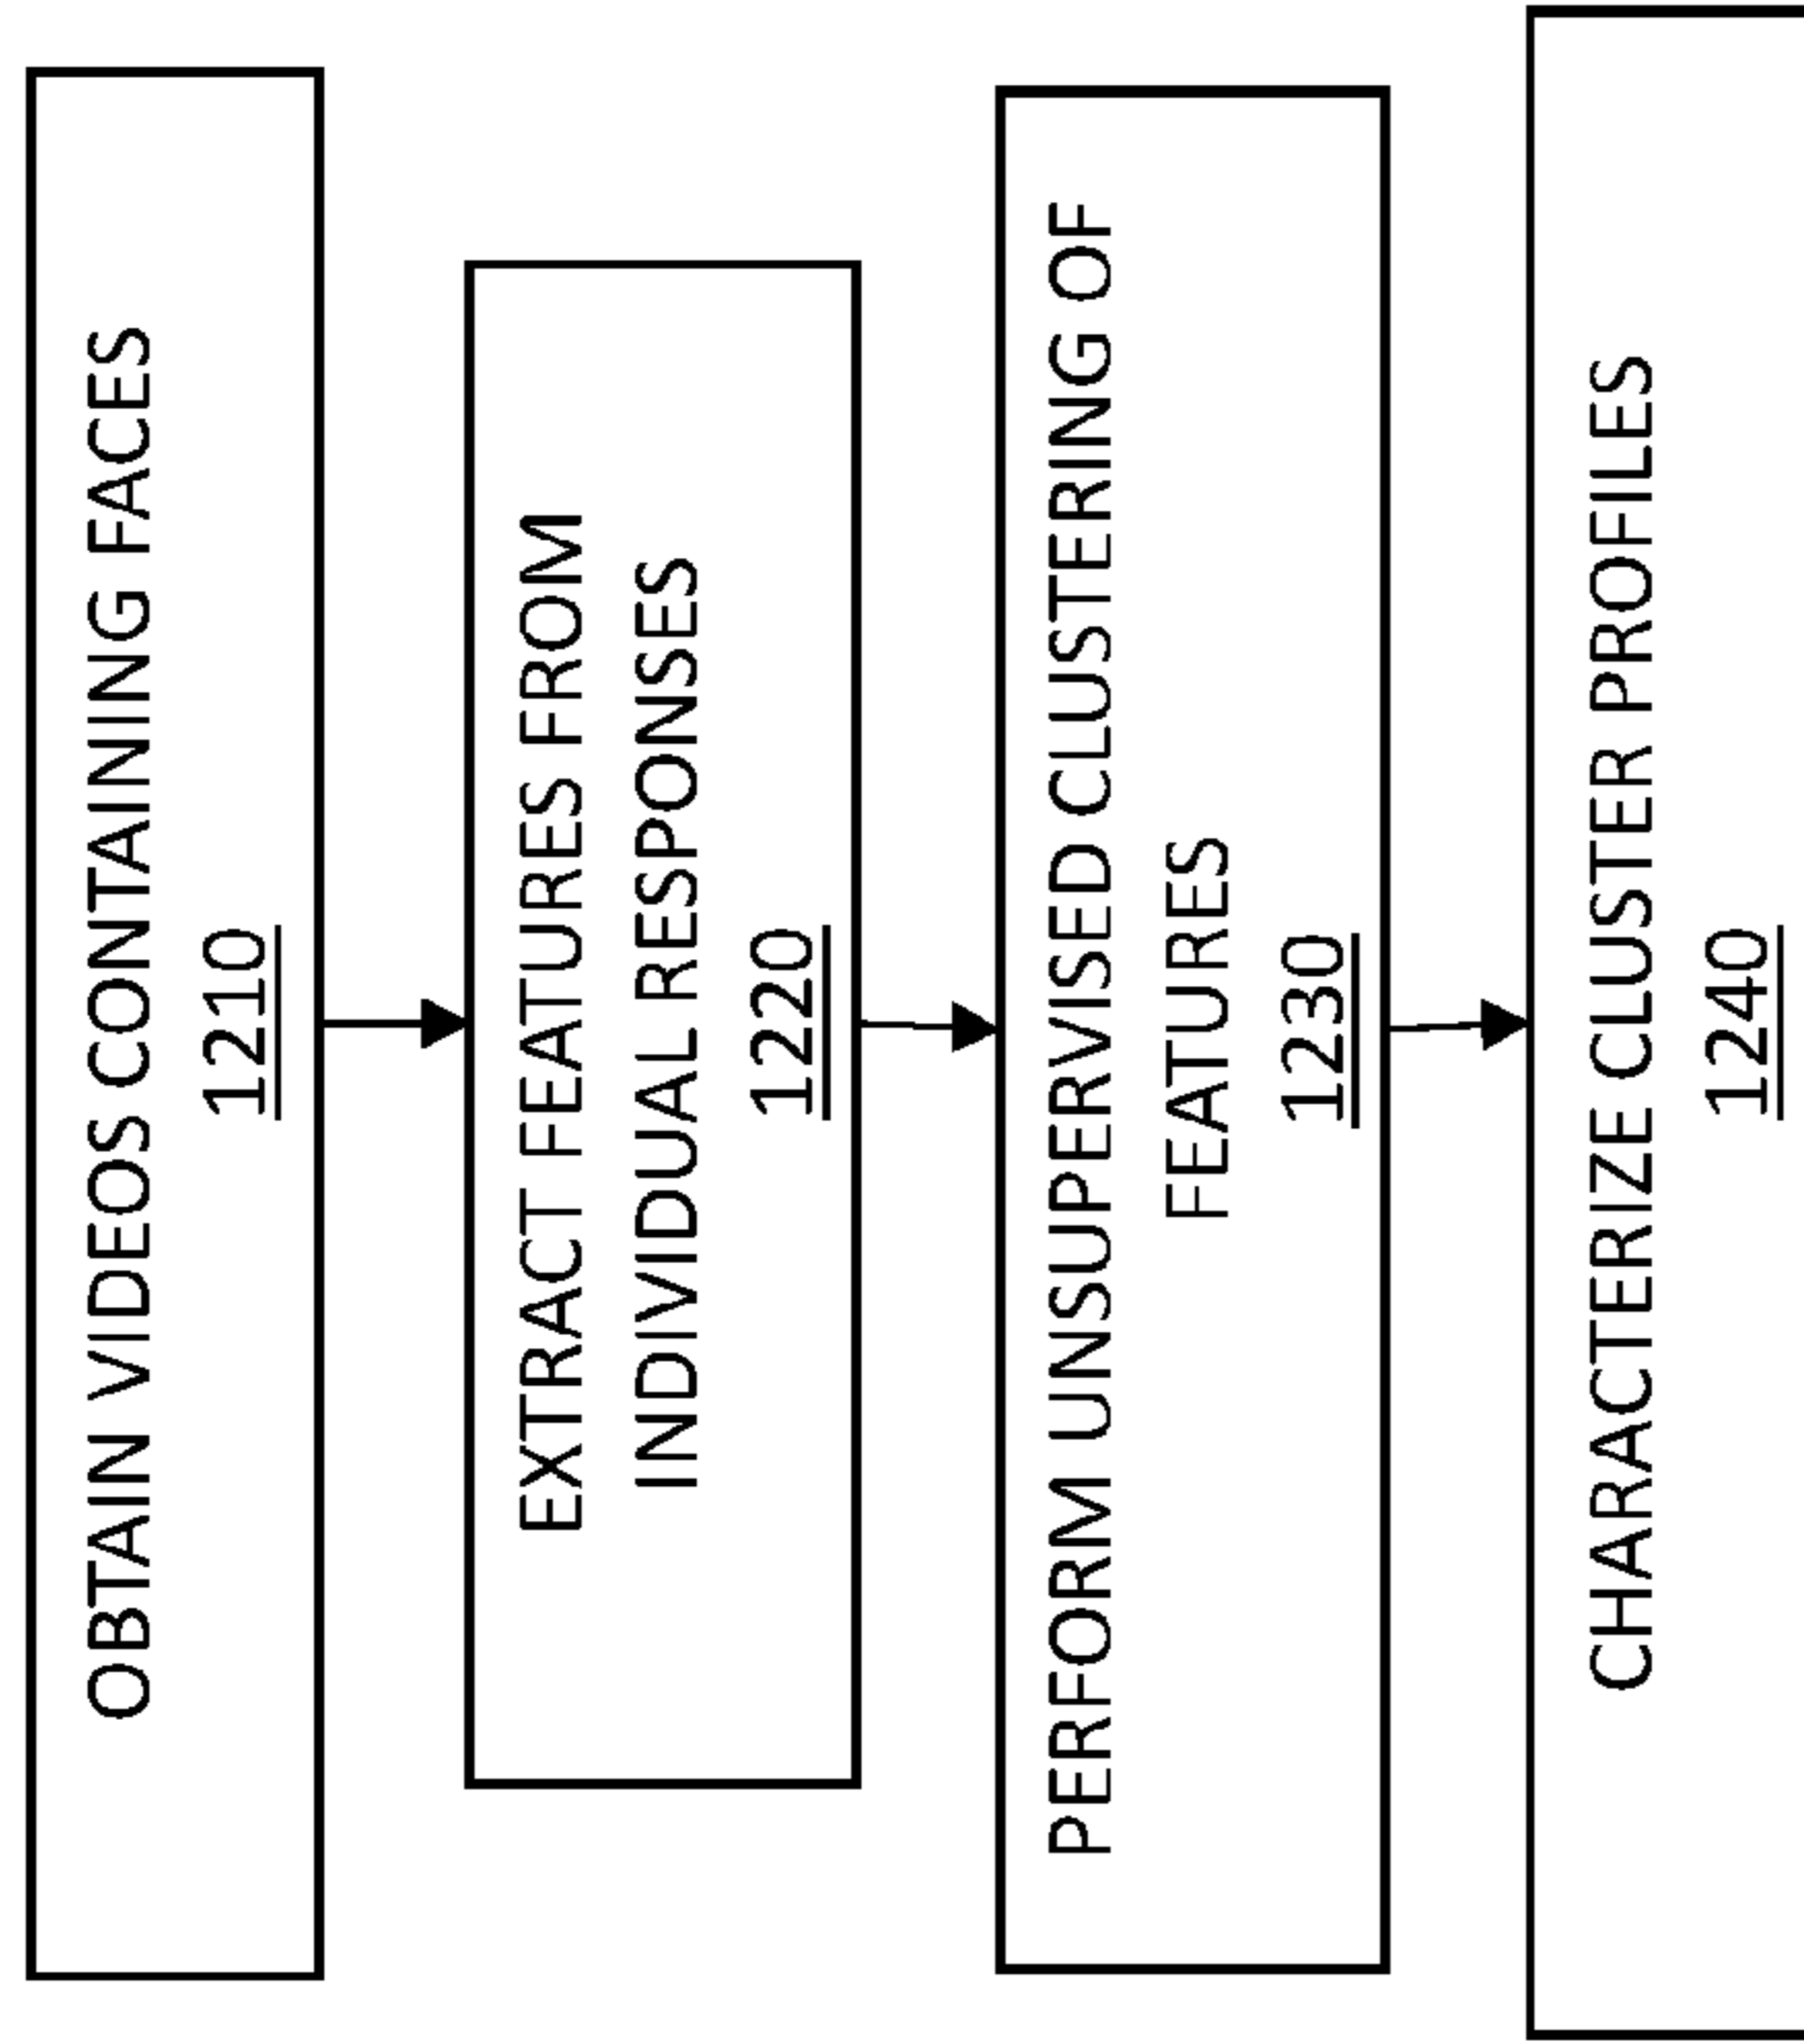 OBTAIN VIDEOS CONTAINING FACES
1210
EXTRACT FEATURES FROM
INDIVIDUAL RESPONSES
1220
PERFORM UNSUPERVISED CLUSTERING OF
FEATURES
1230
CHARACTERIZE CLUSTER PROFILES
1240